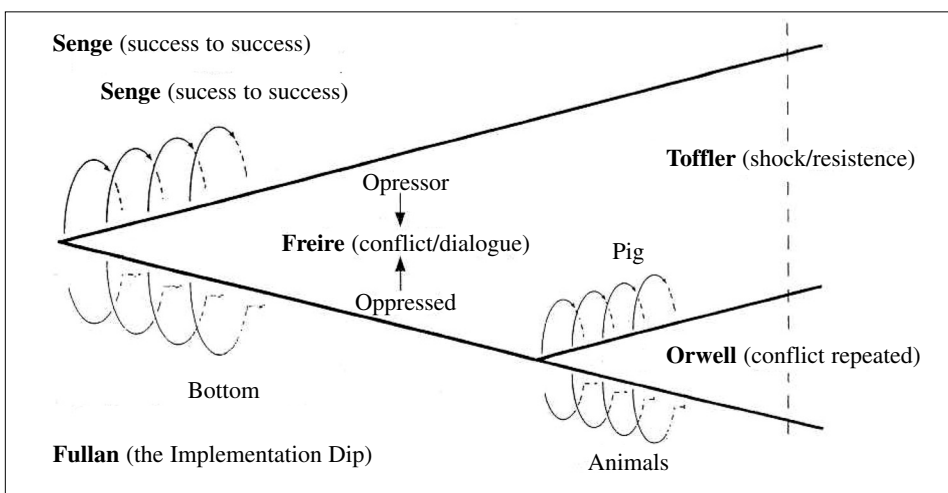 Senge (success to success)
Senge (sucess to success)
Toffler (shock/resistence)
Opressor
Freire (conflict/dialogue)
Pig
Oppressed
Orwell (conflict repeated)
Bottom
Fullan (the Implementation Dip)
Animals